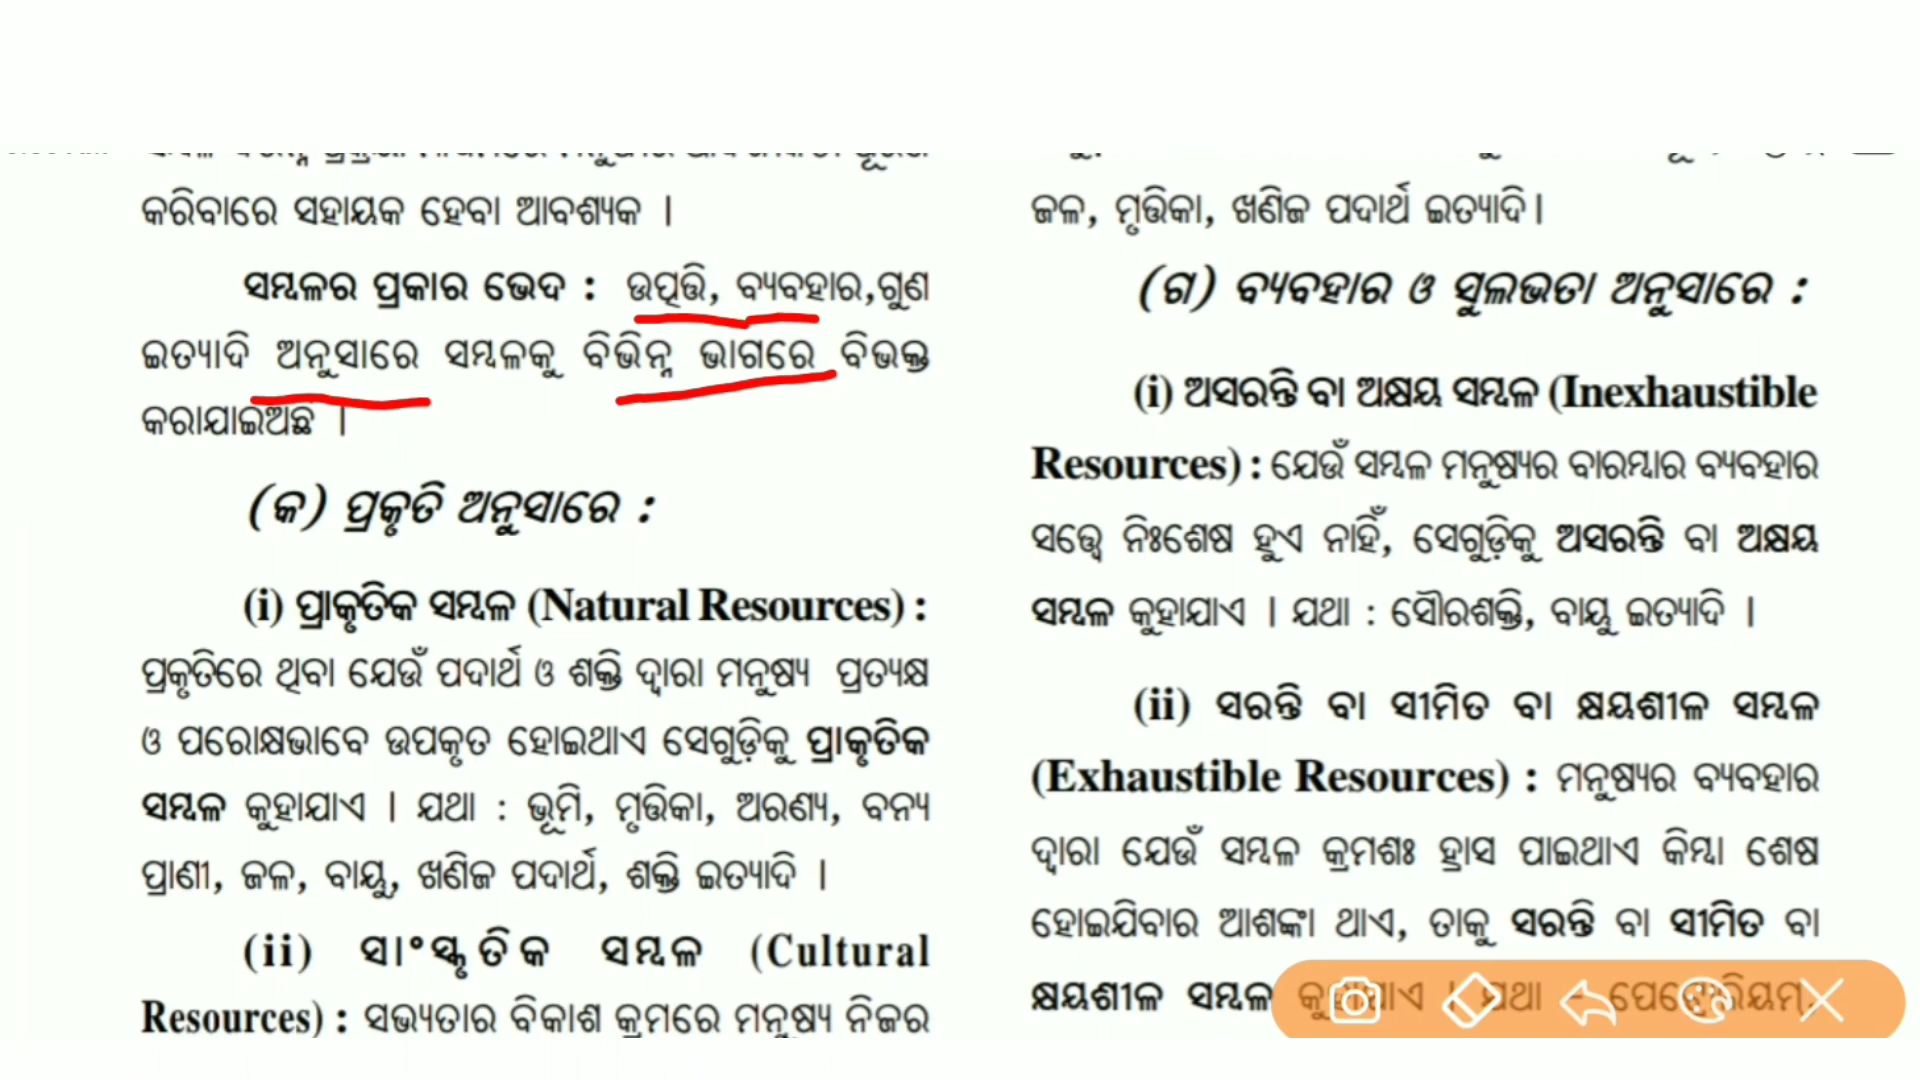 କରିବାରେ ସହାୟକ ହେବା ଆବଶ୍ୟକ ।
ସମ୍ବଳର ପ୍ରକାର ଭେଦ : ଉତ୍ପତ୍ତି, ବ୍ୟବହାର,ଗୁଣ
ଇତ୍ୟାଦି ଅନୁସାରେ ସମ୍ବଳକୁ ବିଭିନ୍ନ ଭାଗରେ ବିଭକ୍ତ
କରାଯାଇଅଛି ।
(କ) ପ୍ରକୃତି ଅନୁସାରେ :
(i) ପ୍ରାକୃତିକ ସମ୍ବଳ (Natural Resources) :
ପ୍ରକୃତିରେ ଥିବା ଯେଉଁ ପଦାର୍ଥ ଓ ଶକ୍ତି ଦ୍ୱାରା ମନୁଷ୍ୟ ପ୍ରତ୍ୟକ୍ଷ
ଓ ପରୋକ୍ଷଭାବେ ଉପକୃତ ହୋଇଥାଏ ସେଗୁଡ଼ିକୁ ପ୍ରାକୃତିକ
ସମ୍ବଳ କୁହାଯାଏ । ଯଥା : ଭୂମି, ମୃତ୍ତିକା, ଅରଣ୍ୟ, ବନ୍ୟ
ପ୍ରାଣୀ, ଜଳ, ବାୟୁ, ଖଣିଜ ପଦାର୍ଥ, ଶକ୍ତି ଇତ୍ୟାଦି ।
(ii) ସାଂସ୍କୃତିକ ସମ୍ବଳ (Cultural
Resources) : ସଭ୍ୟତାର ବିକାଶ କ୍ରମରେ ମନୁଷ୍ୟ ନିଜର
ଜଳ, ମୃତ୍ତିକା, ଖଣିଜ ପଦାର୍ଥ ଇତ୍ୟାଦି।
(ଗ) ବ୍ୟବହାର ଓ ସୁଲଭତା ଅନୁସାରେ :
(i) ଅସରନ୍ତି ବା ଅକ୍ଷୟ ସମ୍ବଳ (Inexhaustible
Resources) : ଯେଉଁ ସମ୍ବଳ ମନୁଷ୍ୟର ବାରମ୍ବାର ବ୍ୟବହାର
ସତ୍ତ୍ୱେ ନିଃଶେଷ ହୁଏ ନାହିଁ, ସେଗୁଡ଼ିକୁ ଅସରନ୍ତି ବା ଅକ୍ଷୟ
ସମ୍ବଳ କୁହାଯାଏ । ଯଥା : ସୌରଶକ୍ତି, ବାୟୁ ଇତ୍ୟାଦି ।
(ii) ସରନ୍ତି ବା ସୀମିତ ବା କ୍ଷୟଶୀଳ ସମ୍ବଳ
(Exhaustible Resources) : ମନୁଷ୍ୟର ବ୍ୟବହାର
ଦ୍ୱାରା ଯେଉଁ ସମ୍ବଳ କ୍ରମଶଃ ହ୍ରାସ ପାଇଥାଏ କିମ୍ବା ଶେଷ
ହୋଇଯିବାର ଆଶଙ୍କା ଥାଏ, ତାକୁ ସରନ୍ତି ବା ସୀମିତ ବା
କ୍ଷୟଶୀଳ ସମ୍ବଳ କୁହାଯାଏ । ଯଥା – ପେଟ୍ରୋଲିୟମ୍,